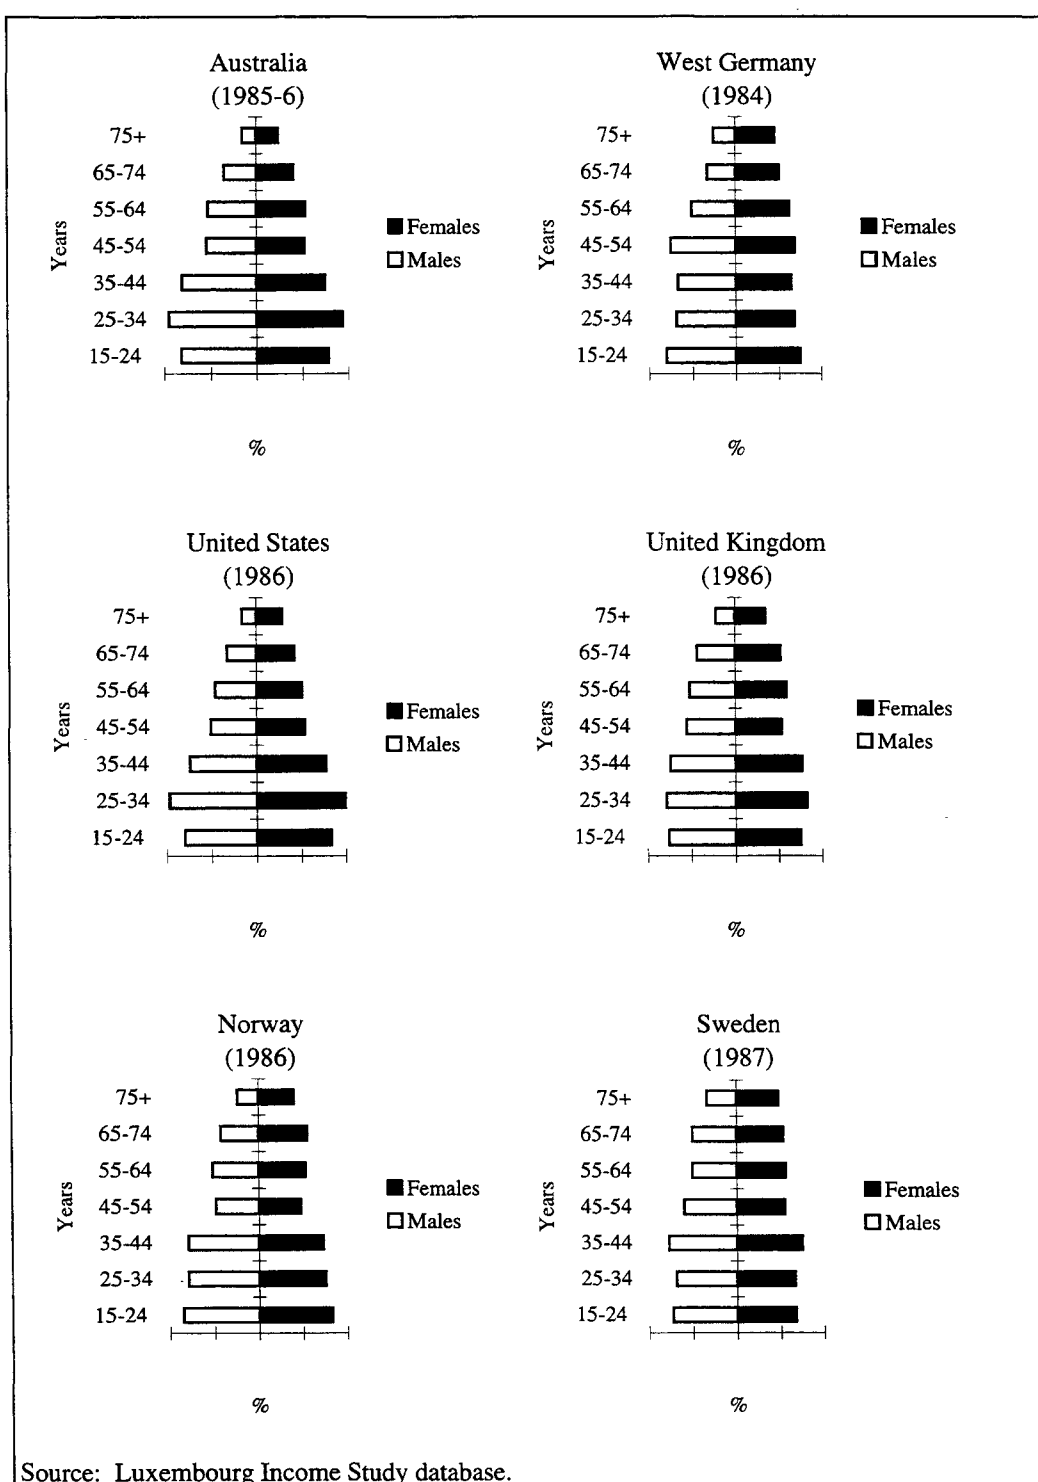 Australia
(1985-6)
75+
65-74
55-64
45-54
35-44
25-34
15-24
Years
%
Females
Males
West Germany
(1984)
75+
65-74
55-64
45-54
35-44
25-34
15-24
Years
%
Females
Males
United States
(1986)
75+
65-74
55-64
45-54
35-44
25-34
15-24
Years
%
Females
Males
United Kingdom
(1986)
75+
65-74
55-64
45-54
35-44
25-34
15-24
Years
%
Females
Males
Norway
(1986)
75+
65-74
55-64
45-54
35-44
25-34
15-24
Years
%
Females
Males
Sweden
(1987)
75+
65-74
55-64
45-54
35-44
25-34
15-24
Years
%
Females
Males
Source: Luxembourg Income Study database.